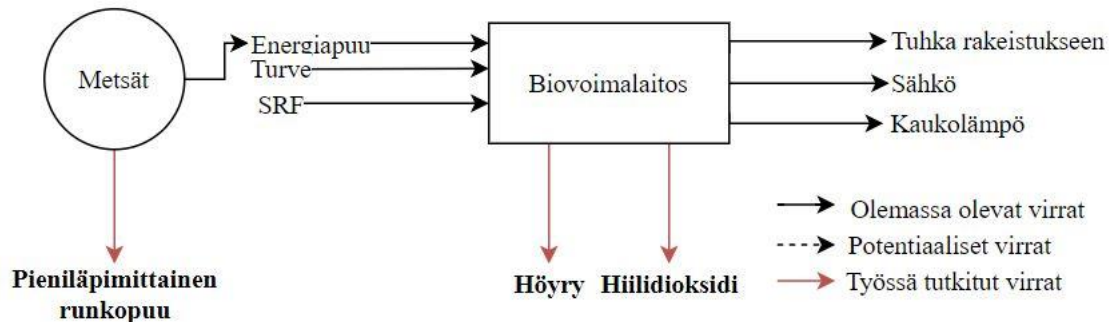 Metsät
Energiapuu
Turve
SRF
Biovoimalaitos
Tuhka rakeistukseen
Sähkö
Kaukolämpö
Pieniläpimittainen
runkopuu
Höyry
Hiilidioksidi
Olemassa olevat virrat
Potentiaaliset virrat
Työssä tutkitut virrat